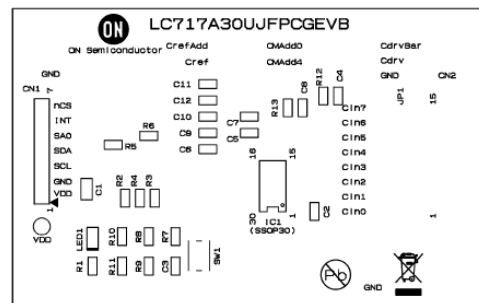 ON LC717A30UJFPCGEVB
ON Semiconductor
CrefAdd CMAdd0 CdrvBar
Cref CMAdd4 Cdrv
GND CN2
GND
CN1 7
nCS
INT
SA0
SDA
SCL
GND
VDD
1
VDD
C11
C12
C10
C9
C6
C7
C5
R13
C8
R12
C4
JP1
15
Cin7
Cin6
Cin5
Cin4
Cin3
Cin2
Cin1
Cin0
1
R6
R5
C1
R2
R4
R3
16 15
30 1
IC1
(SSOP30)
C2
LED1
R10
R8
R7
R1
R11
R9
C3
SW1
Pb
GND